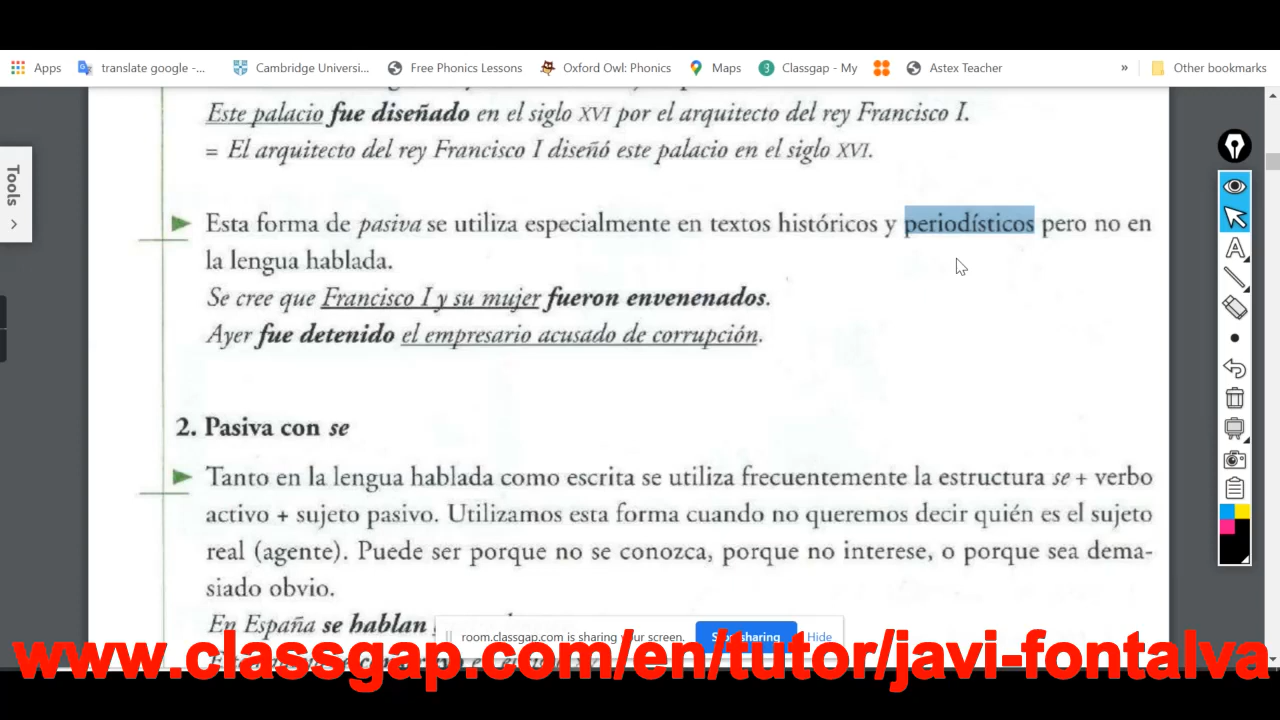 Apps translate google -... Cambridge Universi... Free Phonics Lessons Oxford Owl: Phonics Maps Classgap - My Astex Teacher » Other bookmarks
Este palacio fue diseñado en el siglo XVI por el arquitecto del rey Francisco I.
= El arquitecto del rey Francisco I diseñó este palacio en el siglo XVI.
Tools
Esta forma de pasiva se utiliza especialmente en textos históricos y periodísticos pero no en
la lengua hablada.
Se cree que Francisco I y su mujer fueron envenenados.
Ayer fue detenido el empresario acusado de corrupción.
2. Pasiva con se
Tanto en la lengua hablada como escrita se utiliza frecuentemente la estructura se + verbo
activo + sujeto pasivo. Utilizamos esta forma cuando no queremos decir quién es el sujeto
real (agente). Puede ser porque no se conozca, porque no interese, o porque sea dema-
siado obvio.
En España se hablan
room.classgap.com is sharing your screen. Stop sharing Hide
www.classgap.com/en/tutor/javi-fontalva